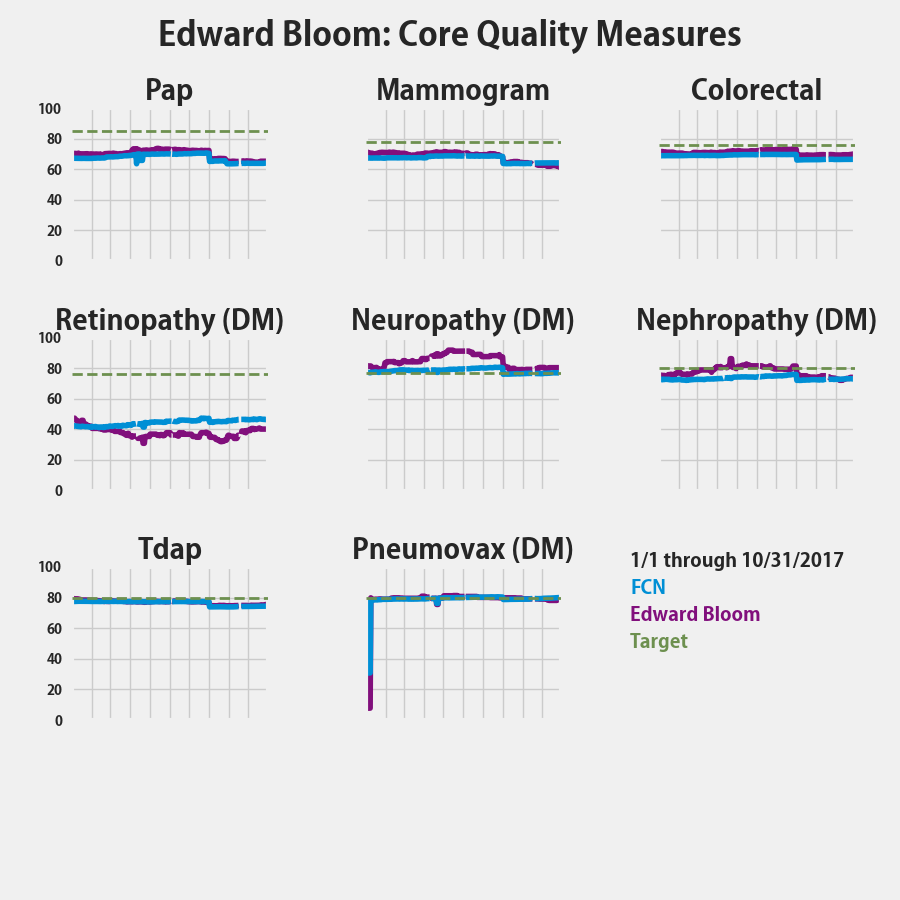 Edward Bloom: Core Quality Measures
Pap
Mammogram
Colorectal
100
80
60
40
20
0
Retinopathy (DM)
Neuropathy (DM)
Nephropathy (DM)
100
80
60
40
20
0
Tdap
Pneumovax (DM)
100
80
60
40
20
0
1/1 through 10/31/2017
FCN
Edward Bloom
Target